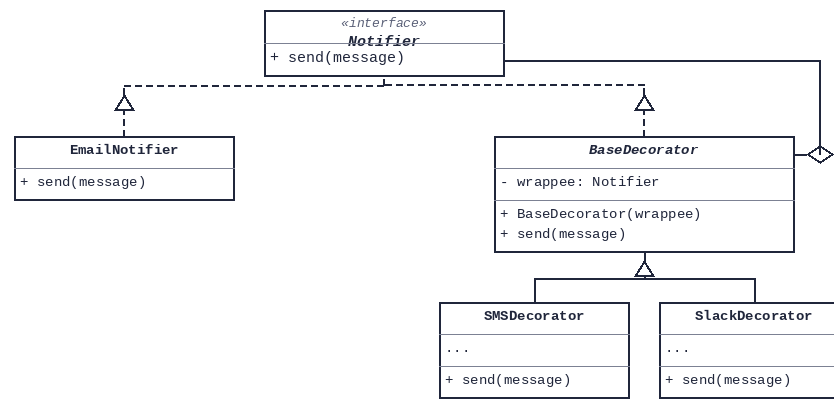 «interface»
Notifier
+ send(message)
EmailNotifier
+ send(message)
BaseDecorator
- wrappee: Notifier
+ BaseDecorator(wrappee)
+ send(message)
SMSDecorator
...
+ send(message)
SlackDecorator
...
+ send(message)